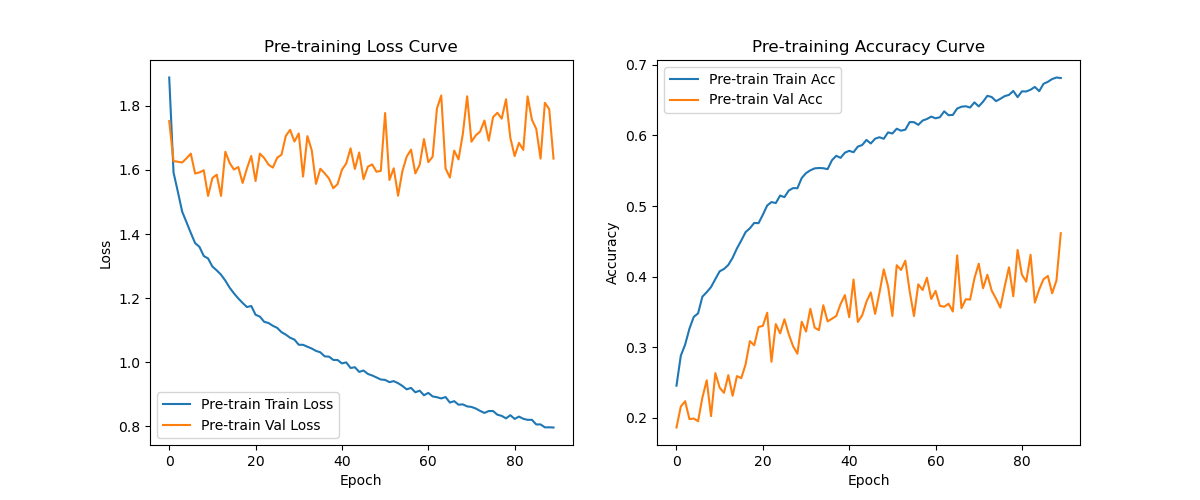 Pre-training Loss Curve
1.8
1.6
1.4
1.2
1.0
0.8
Loss
Pre-train Train Loss
Pre-train Val Loss
0
20
40
60
80
Epoch
Pre-training Accuracy Curve
0.7
0.6
0.5
0.4
0.3
0.2
Accuracy
Pre-train Train Acc
Pre-train Val Acc
0
20
40
60
80
Epoch